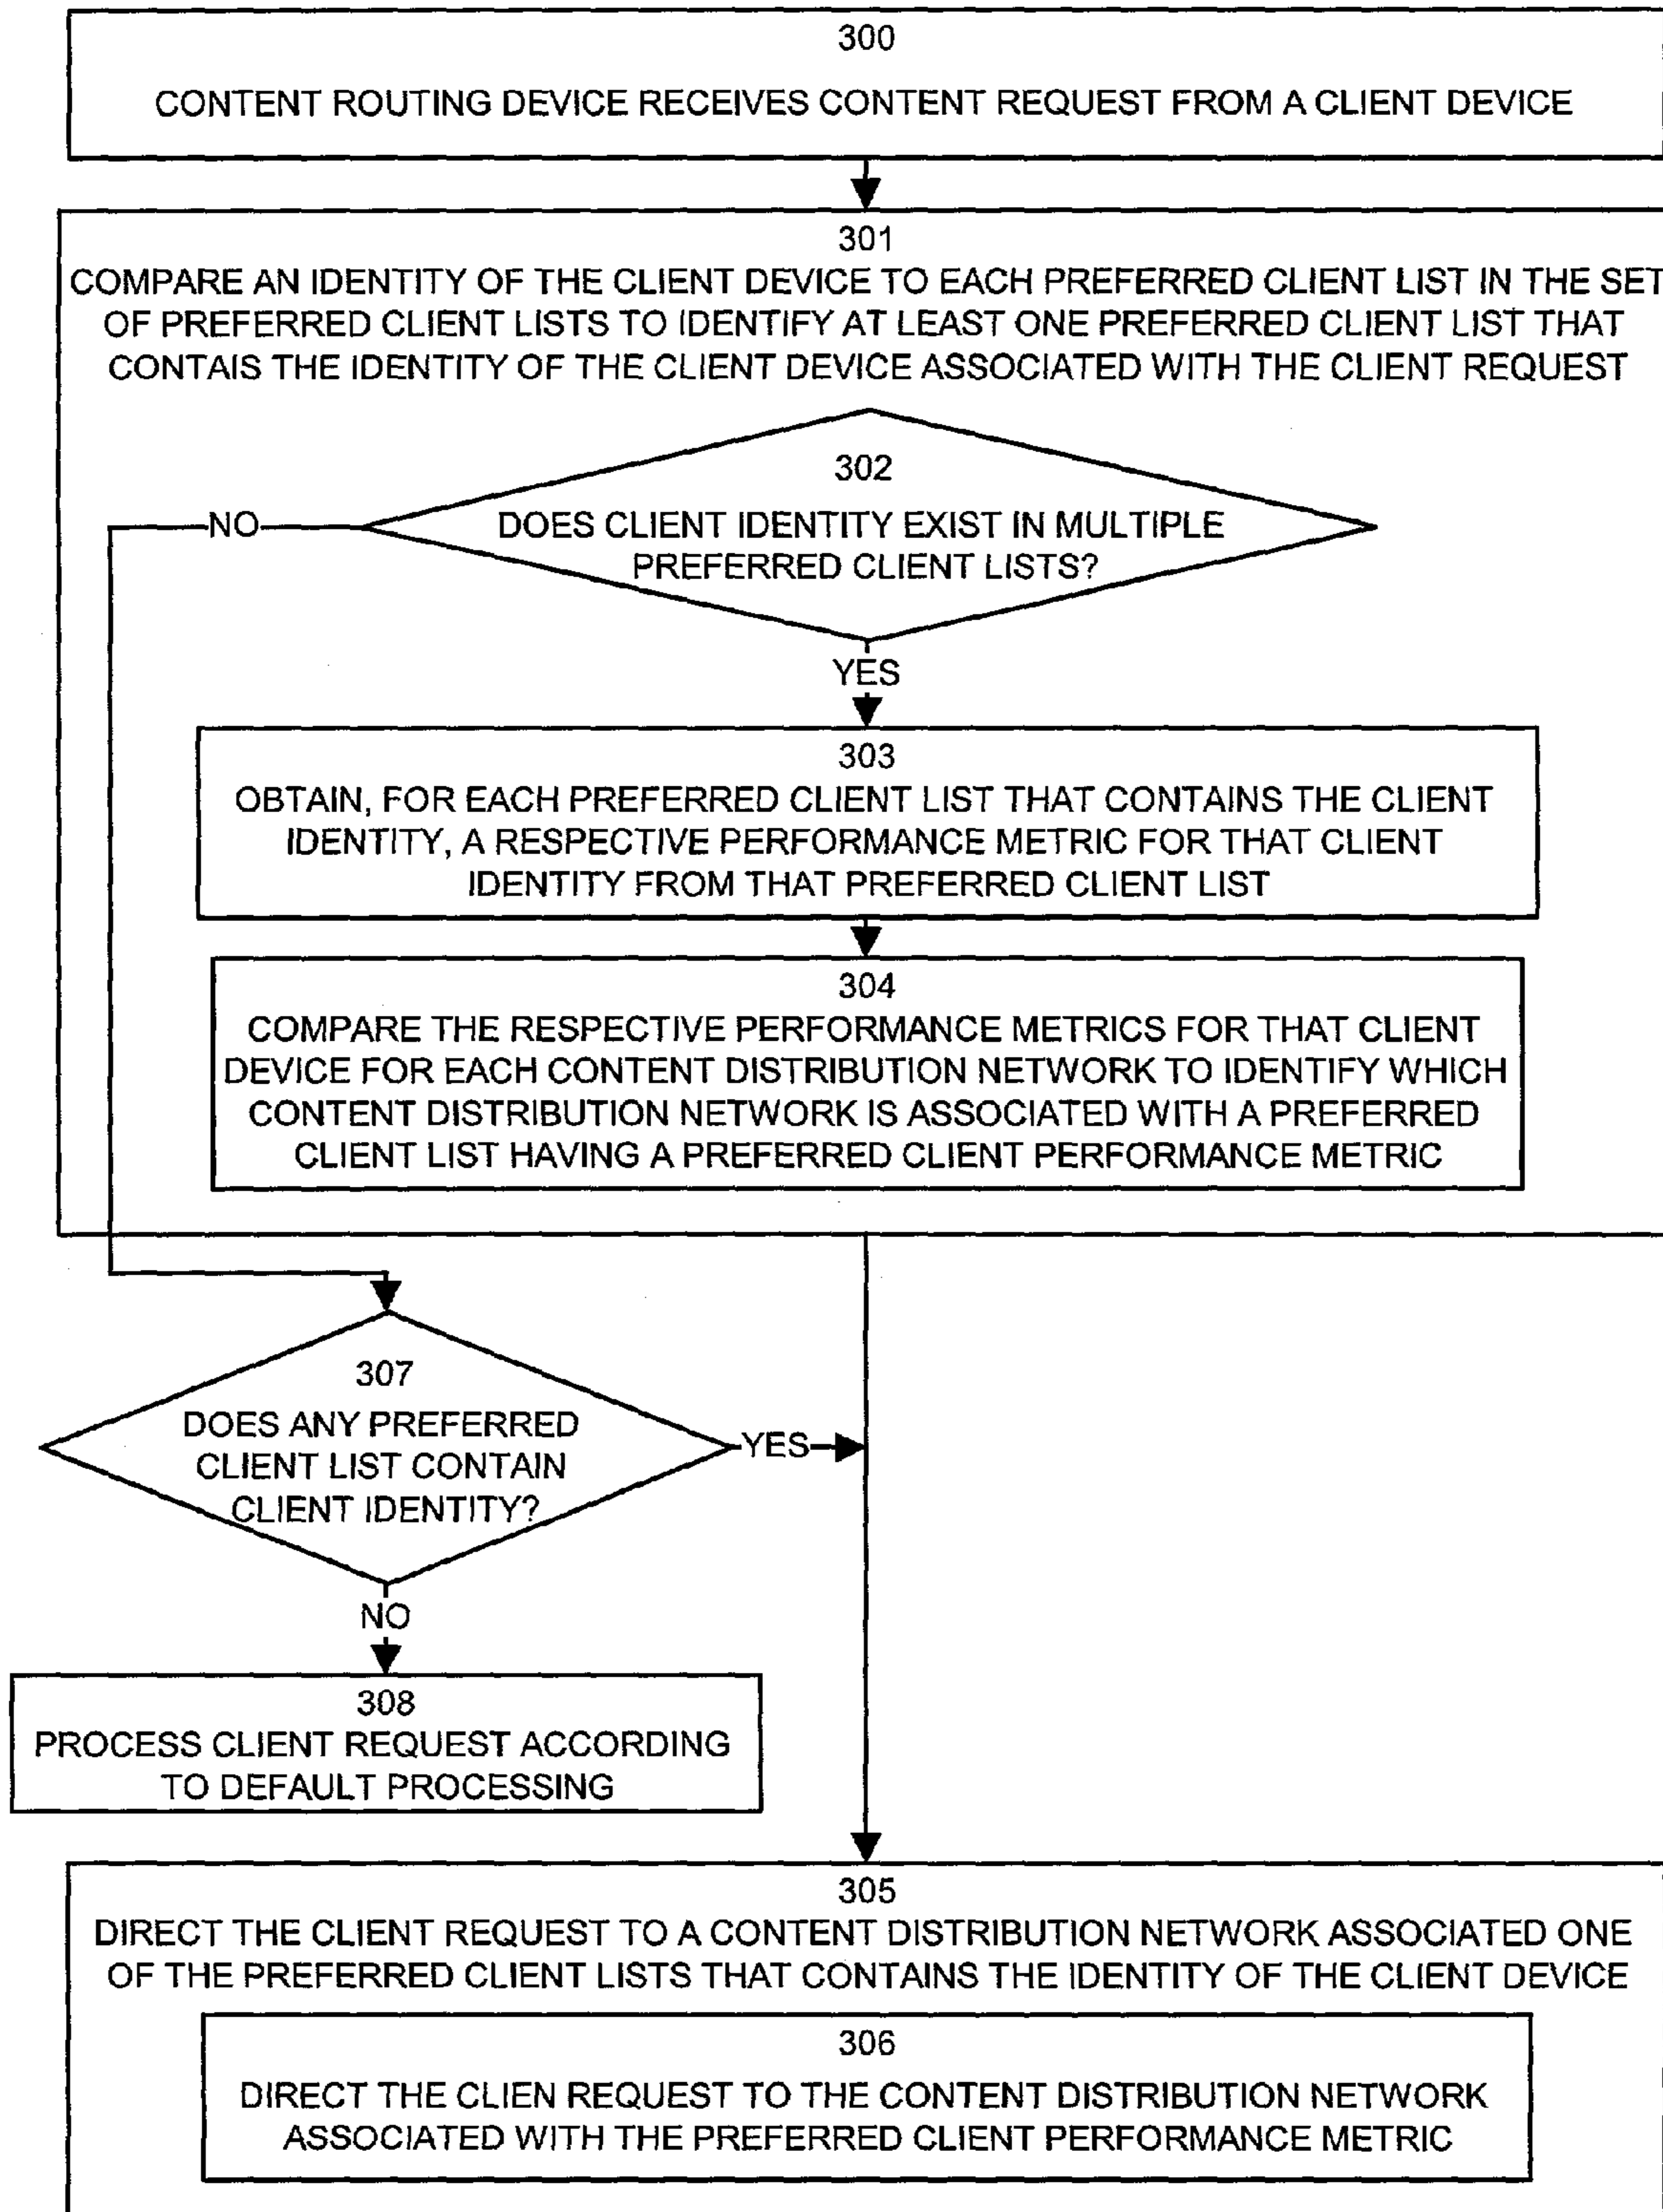 300
CONTENT ROUTING DEVICE RECEIVES CONTENT REQUEST FROM A CLIENT DEVICE
301
COMPARE AN IDENTITY OF THE CLIENT DEVICE TO EACH PREFERRED CLIENT LIST IN THE SET
OF PREFERRED CLIENT LISTS TO IDENTIFY AT LEAST ONE PREFERRED CLIENT LIST THAT
CONTAIS THE IDENTITY OF THE CLIENT DEVICE ASSOCIATED WITH THE CLIENT REQUEST
302
NO
DOES CLIENT IDENTITY EXIST IN MULTIPLE
PREFERRED CLIENT LISTS?
YES
303
OBTAIN, FOR EACH PREFERRED CLIENT LIST THAT CONTAINS THE CLIENT
IDENTITY, A RESPECTIVE PERFORMANCE METRIC FOR THAT CLIENT
IDENTITY FROM THAT PREFERRED CLIENT LIST
304
COMPARE THE RESPECTIVE PERFORMANCE METRICS FOR THAT CLIENT
DEVICE FOR EACH CONTENT DISTRIBUTION NETWORK TO IDENTIFY WHICH
CONTENT DISTRIBUTION NETWORK IS ASSOCIATED WITH A PREFERRED
CLIENT LIST HAVING A PREFERRED CLIENT PERFORMANCE METRIC
307
DOES ANY PREFERRED
CLIENT LIST CONTAIN
CLIENT IDENTITY?
YES
NO
308
PROCESS CLIENT REQUEST ACCORDING
TO DEFAULT PROCESSING
305
DIRECT THE CLIENT REQUEST TO A CONTENT DISTRIBUTION NETWORK ASSOCIATED ONE
OF THE PREFERRED CLIENT LISTS THAT CONTAINS THE IDENTITY OF THE CLIENT DEVICE
306
DIRECT THE CLIEN REQUEST TO THE CONTENT DISTRIBUTION NETWORK
ASSOCIATED WITH THE PREFERRED CLIENT PERFORMANCE METRIC